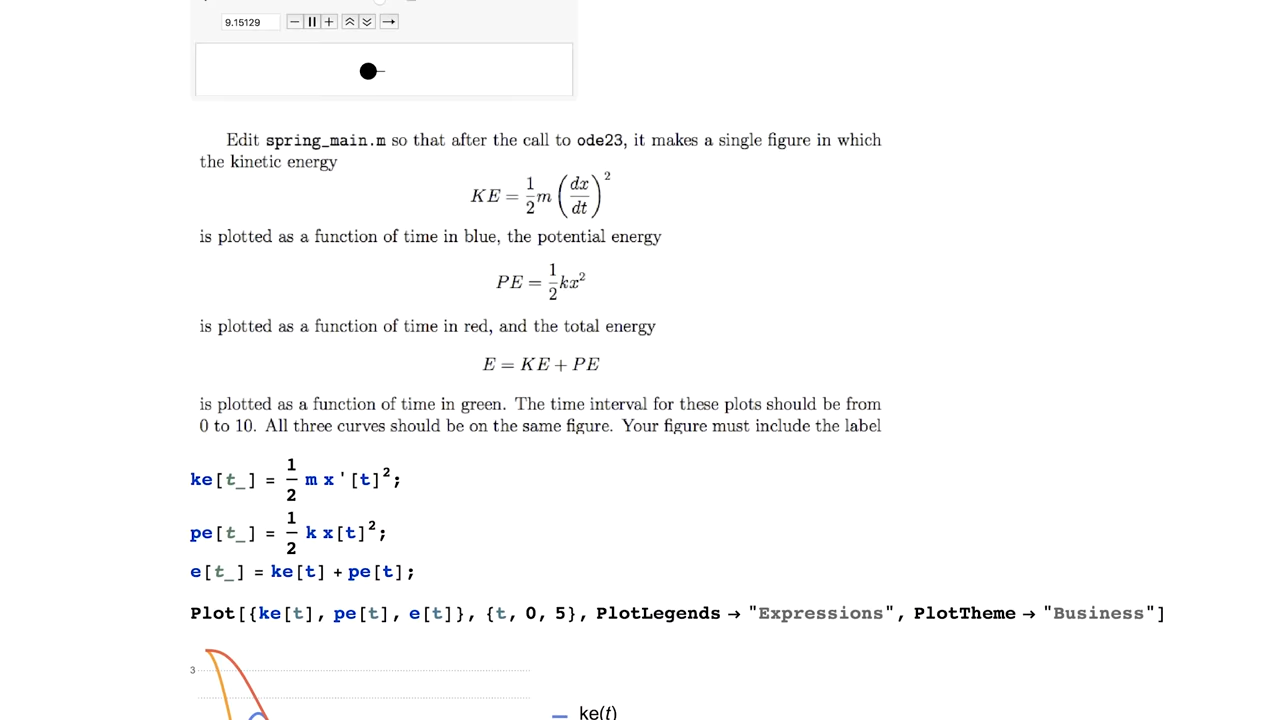 9.15129
Edit spring_main.m so that after the call to ode23, it makes a single figure in which
the kinetic energy
KE = 1/2 m (dx/dt)^2
is plotted as a function of time in blue, the potential energy
PE = 1/2 kx^2
is plotted as a function of time in red, and the total energy
E = KE + PE
is plotted as a function of time in green. The time interval for these plots should be from
0 to 10. All three curves should be on the same figure. Your figure must include the label
ke[t_] = 1/2 m x'[t]^2;
pe[t_] = 1/2 k x[t]^2;
e[t_] = ke[t] + pe[t];
Plot[{ke[t], pe[t], e[t]}, {t, 0, 5}, PlotLegends → "Expressions", PlotTheme → "Business"]
3
ke(t)